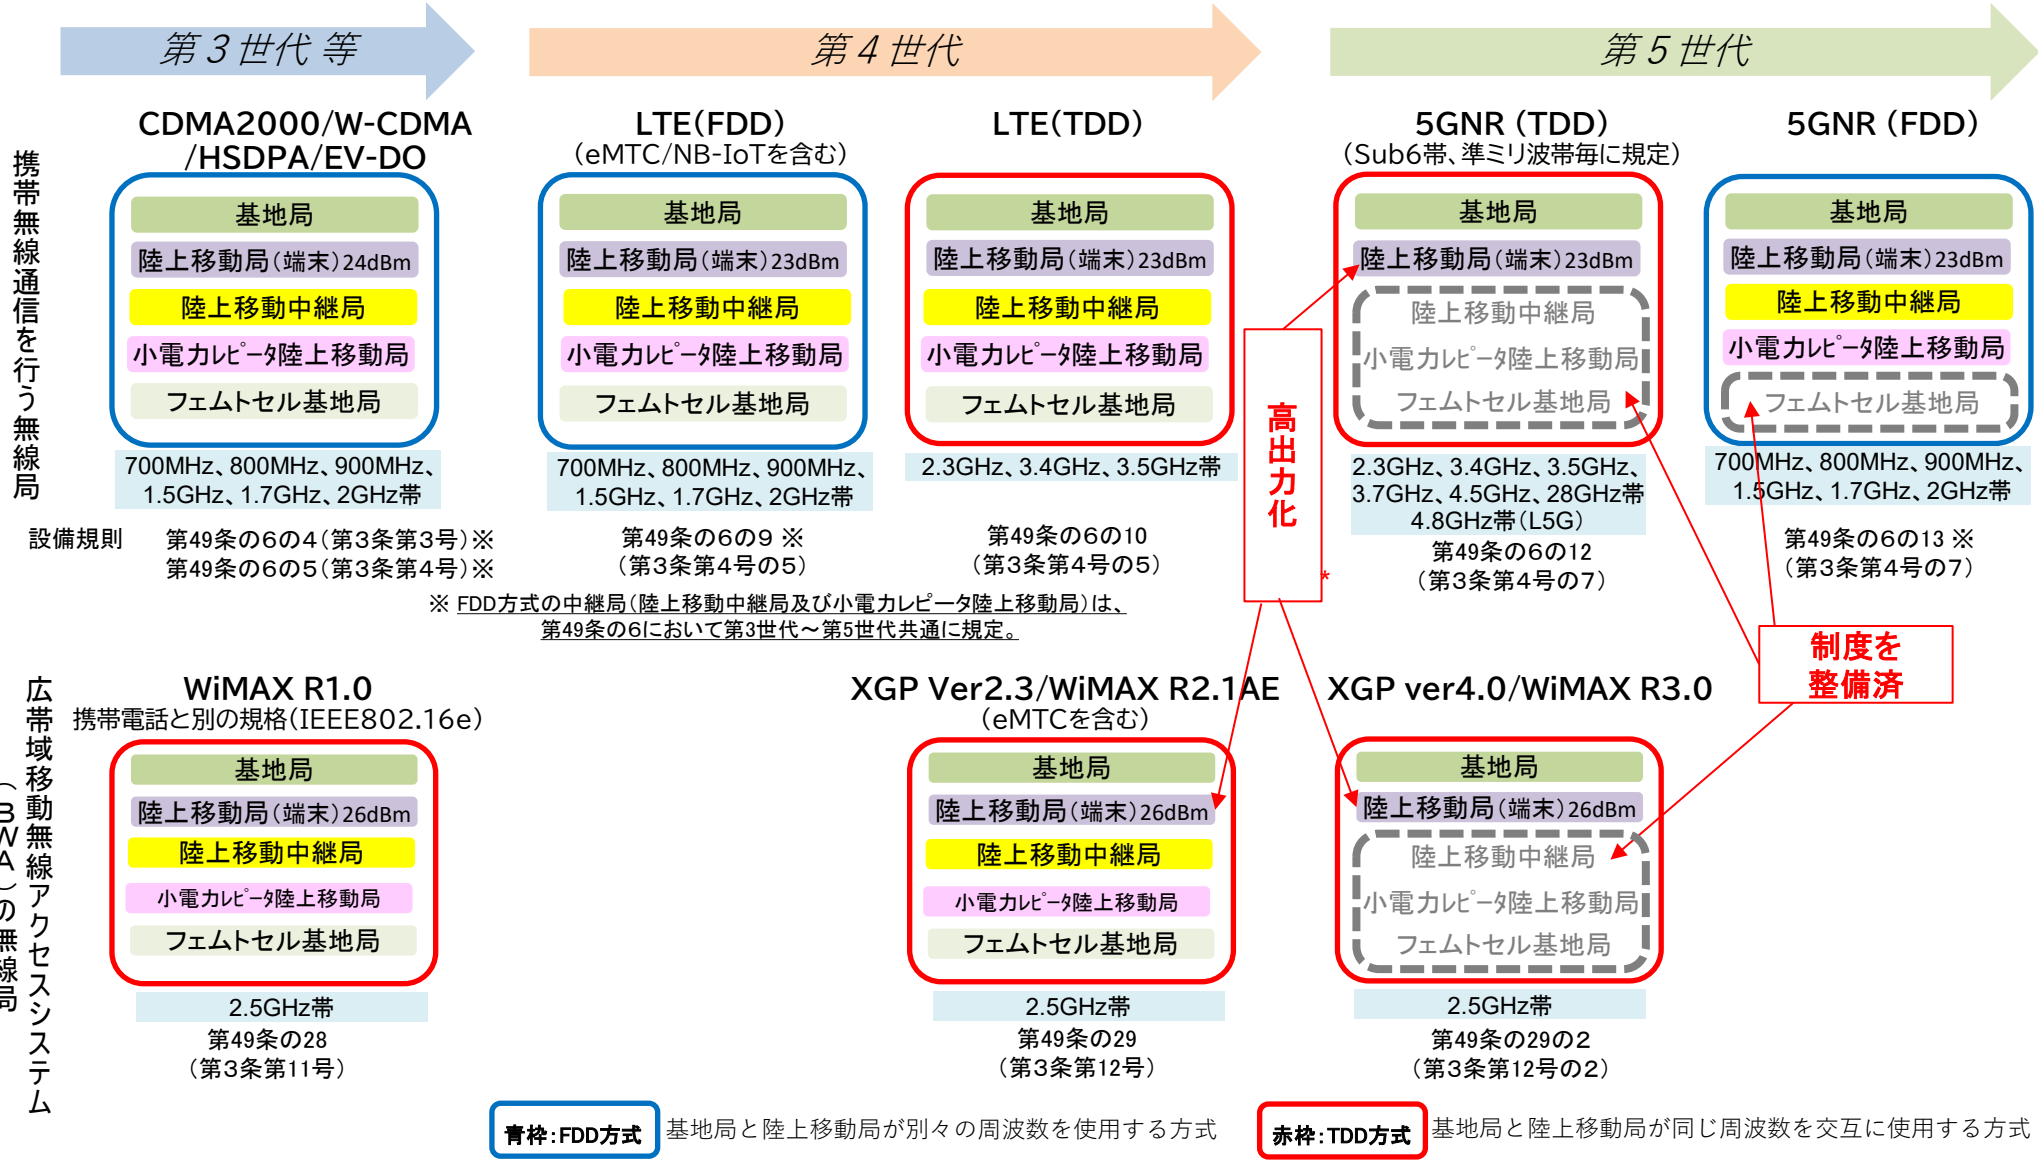 第３世代 等
第４世代
第５世代
携帯無線通信を行う無線局
CDMA2000/W-CDMA
/HSDPA/EV-DO
基地局
陸上移動局（端末）24dBm
陸上移動中継局
小電力ﾚﾋﾟｰﾀ陸上移動局
フェムトセル基地局
700MHz、800MHz、900MHz、
1.5GHz、1.7GHz、2GHz帯
LTE（FDD）
（eMTC/NB-IoTを含む）
基地局
陸上移動局（端末）23dBm
陸上移動中継局
小電力ﾚﾋﾟｰﾀ陸上移動局
フェムトセル基地局
700MHz、800MHz、900MHz、
1.5GHz、1.7GHz、2GHz帯
LTE（TDD）
基地局
陸上移動局（端末）23dBm
陸上移動中継局
小電力ﾚﾋﾟｰﾀ陸上移動局
フェムトセル基地局
2.3GHz、3.4GHz、3.5GHz帯
5GNR（TDD）
（Sub6帯、準ミリ波帯毎に規定）
基地局
陸上移動局（端末）23dBm
陸上移動中継局
小電力ﾚﾋﾟｰﾀ陸上移動局
フェムトセル基地局
2.3GHz、3.4GHz、3.5GHz、
3.7GHz、4.5GHz、28GHz帯
4.8GHz帯（L5G）
5GNR（FDD）
基地局
陸上移動局（端末）23dBm
陸上移動中継局
小電力ﾚﾋﾟｰﾀ陸上移動局
フェムトセル基地局
700MHz、800MHz、900MHz、
1.5GHz、1.7GHz、2GHz帯
高出力化
*
設備規則
第49条の６の４（第３条第３号）※
第49条の６の５（第３条第４号）※
第49条の６の９ ※
（第３条第４号の５）
第49条の６の10
（第３条第４号の５）
第49条の６の12
（第３条第４号の７）
第49条の６の13 ※
（第３条第４号の７）
※ FDD方式の中継局（陸上移動中継局及び小電力レピータ陸上移動局）は、
第49条の６において第3世代～第5世代共通に規定。
制度を
整備済
広帯域移動無線アクセスシステム
（ＢＷＡ）の無線局
WiMAX R1.0
携帯電話と別の規格（IEEE802.16e）
基地局
陸上移動局（端末）26dBm
陸上移動中継局
小電力ﾚﾋﾟｰﾀ陸上移動局
フェムトセル基地局
2.5GHz帯
第49条の28
（第３条第11号）
XGP Ver2.3/WiMAX R2.1AE
（eMTCを含む）
基地局
陸上移動局（端末）26dBm
陸上移動中継局
小電力ﾚﾋﾟｰﾀ陸上移動局
フェムトセル基地局
2.5GHz帯
第49条の29
（第３条第12号）
XGP ver4.0/WiMAX R3.0
基地局
陸上移動局（端末）26dBm
陸上移動中継局
小電力ﾚﾋﾟｰﾀ陸上移動局
フェムトセル基地局
2.5GHz帯
第49条の29の２
（第３条第12号の２）
青枠：FDD方式
基地局と陸上移動局が別々の周波数を使用する方式
赤枠：TDD方式
基地局と陸上移動局が同じ周波数を交互に使用する方式